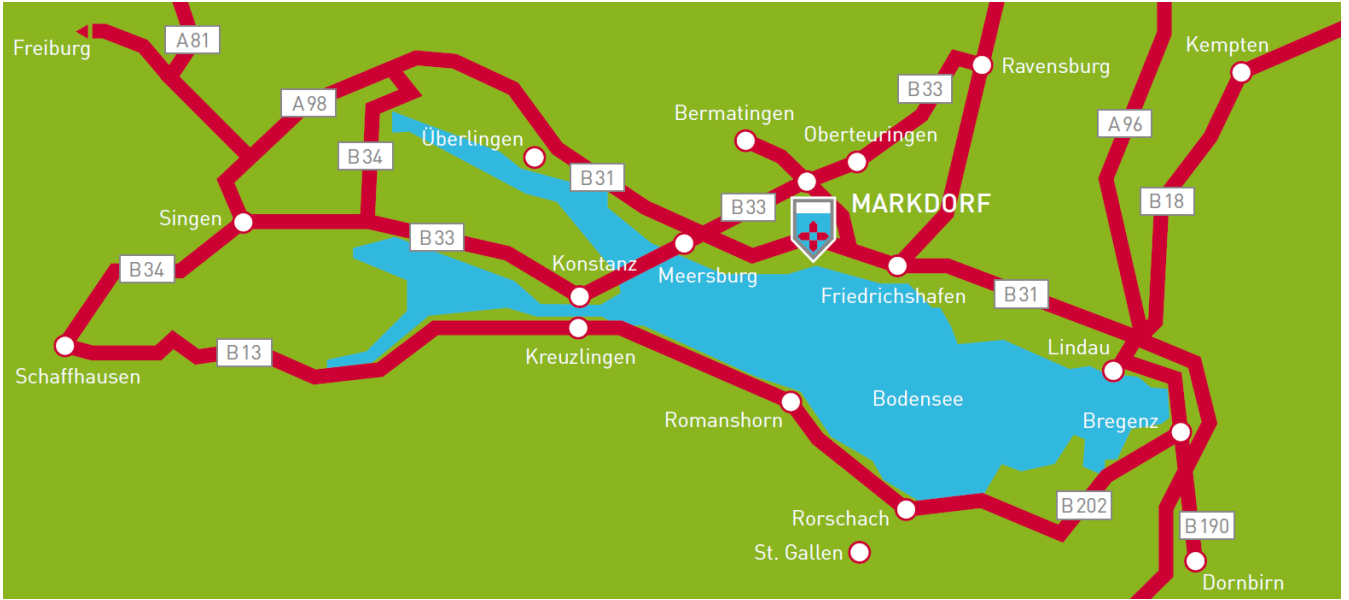 Freiburg
A81
Kempten
Ravensburg
B33
A98
Bermatingen
A96
Oberteuringen
Überlingen
B34
B31
B18
B33
MARKDORF
Singen
B33
Konstanz
B34
Meersburg
Friedrichshafen
B31
Lindau
B13
Kreuzlingen
Schaffhausen
Bodensee
Romanshorn
Bregenz
B202
Rorschach
B190
St. Gallen
Dornbirn